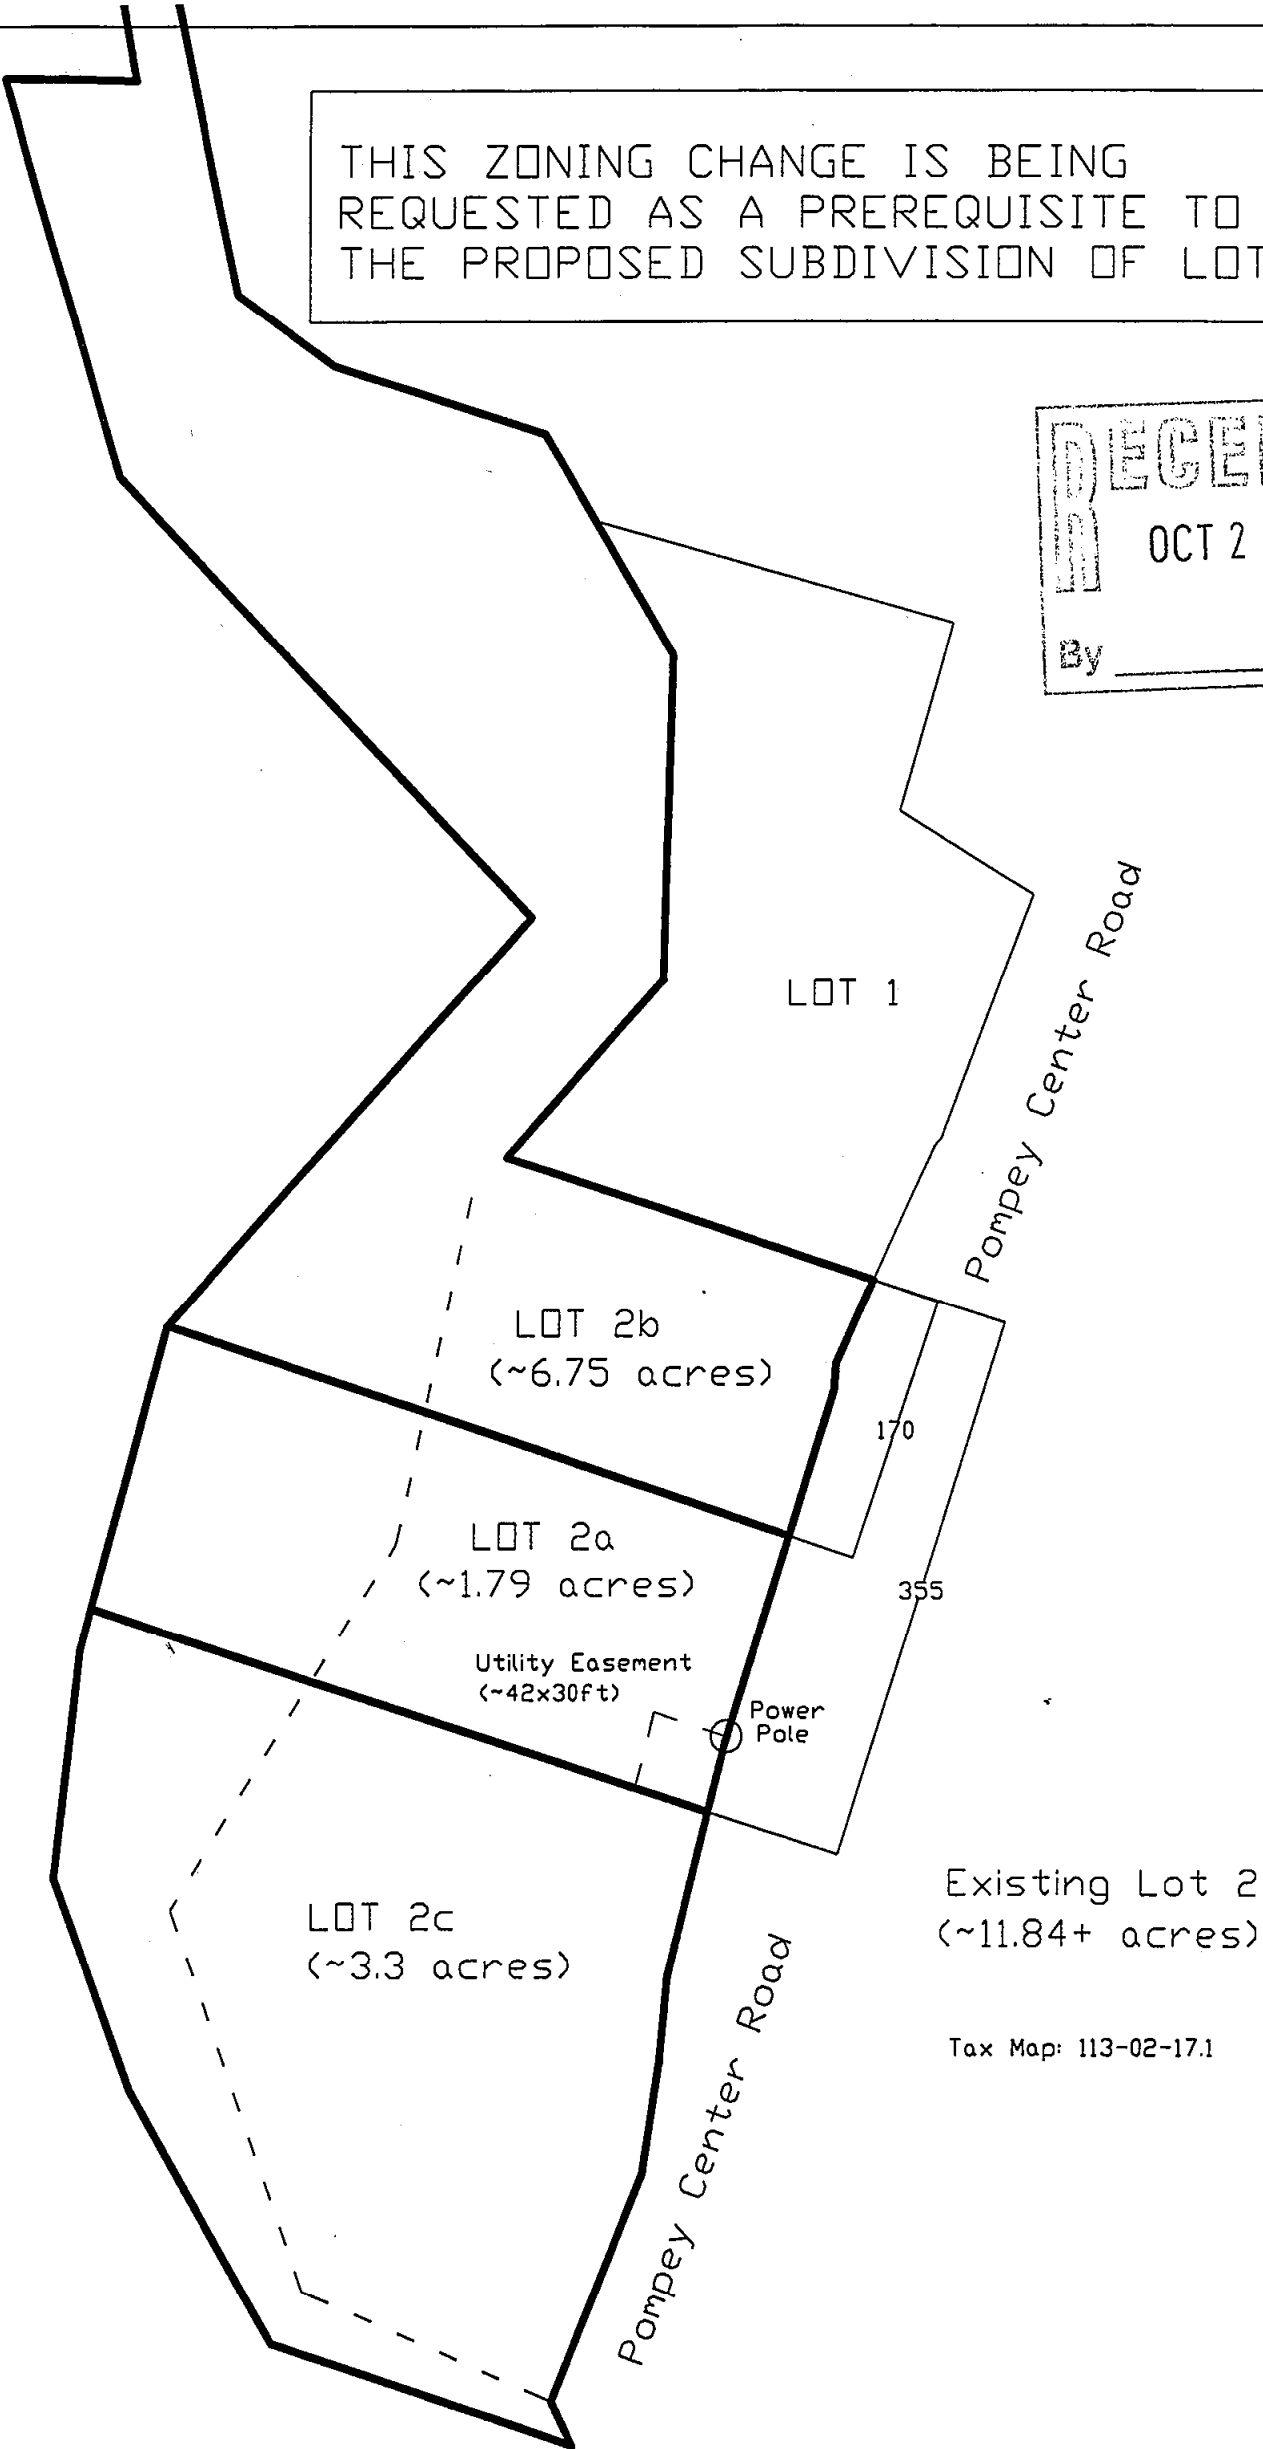 THIS ZONING CHANGE IS BEING
REQUESTED AS A PREREQUISITE TO
THE PROPOSED SUBDIVISION OF LOT
OCT 2
By
LOT 1
Pompey Center Road
LOT 2b
(~6.75 acres)
170
LOT 2a
(~1.79 acres)
355
Utility Easement
(~42x30ft)
Power
Pole
Existing Lot 2
(~11.84+ acres)
LOT 2c
(~3.3 acres)
Pompey Center Road
Tax Map: 113-02-17.1